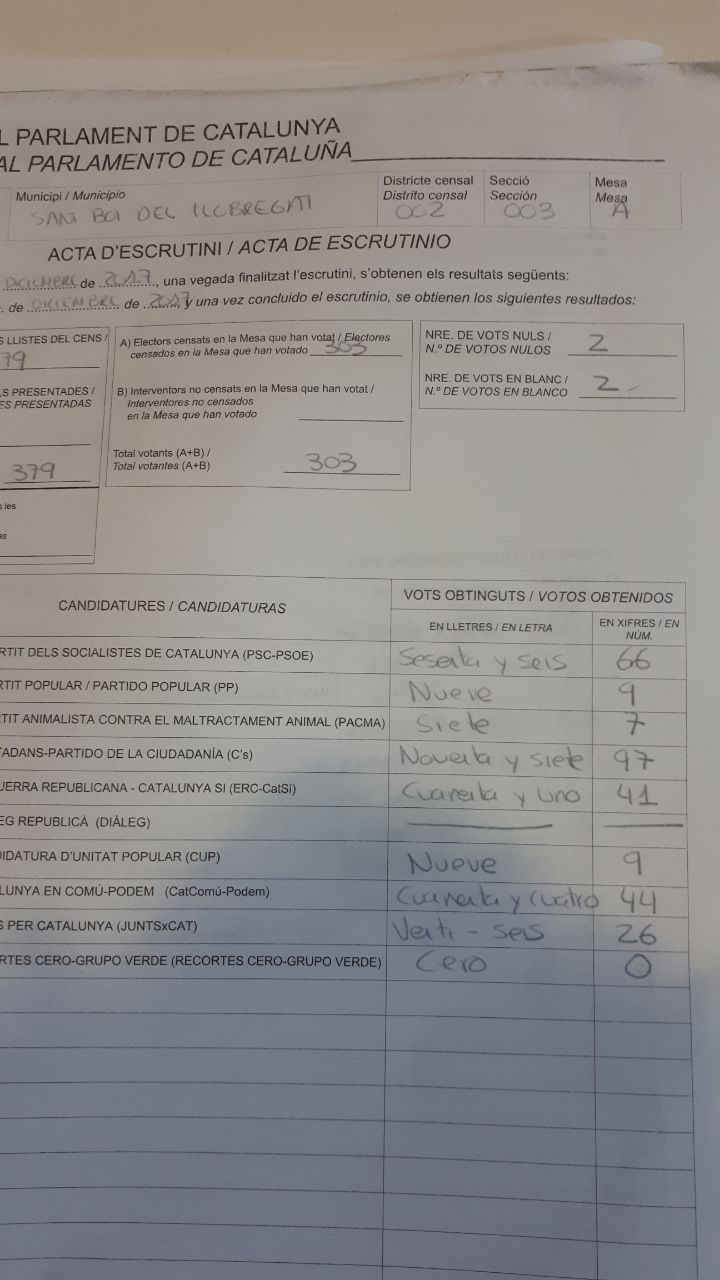 L PARLAMENT DE CATALUNYA
AL PARLAMENTO DE CATALUÑA
Municipi / Municipio
SANT BOI DEL LLOBREGAT
Districte censal
Distrito censal
002
Secció
Sección
003
Mesa
Mesa
A
ACTA D'ESCRUTINI / ACTA DE ESCRUTINIO
DICIEMBRE de 2017, una vegada finalitzat l'escrutini, s'obtenen els resultats següents:
de DICIEMBRE de 2017, y una vez concluido el escrutinio, se obtienen los siguientes resultados:
S LLISTES DEL CENS /
79
S PRESENTADES /
ES PRESENTADAS
379
s les
as
A) Electors censats en la Mesa que han votat / Electores
censados en la Mesa que han votado 303
B) Interventors no censats en la Mesa que han votat /
Interventores no censados
en la Mesa que han votado
Total votants (A+B) /
Total votantes (A+B) 303
NRE. DE VOTS NULS /
N.º DE VOTOS NULOS 2
NRE. DE VOTS EN BLANC /
N.º DE VOTOS EN BLANCO 2 -
CANDIDATURES / CANDIDATURAS
VOTS OBTINGUTS / VOTOS OBTENIDOS
EN LLETRES / EN LETRA
EN XIFRES / EN
NÚM.
RTIT DELS SOCIALISTES DE CATALUNYA (PSC-PSOE) Sesenta y seis 66
RTIT POPULAR / PARTIDO POPULAR (PP) Nueve 9
TIT ANIMALISTA CONTRA EL MALTRACTAMENT ANIMAL (PACMA) Siete 7
TADANS-PARTIDO DE LA CIUDADANÍA (C's) Noventa y siete 97
UERRA REPUBLICANA - CATALUNYA SI (ERC-CatSí) Cuarenta y uno 41
EG REPUBLICÀ (DIÀLEG)
DIDATURA D'UNITAT POPULAR (CUP) Nueve 9
LUNYA EN COMÚ-PODEM (CatComú-Podem) Cuarenta y cuatro 44
S PER CATALUNYA (JUNTSxCAT) Venti - seis 26
RTES CERO-GRUPO VERDE (RECORTES CERO-GRUPO VERDE) Cero 0